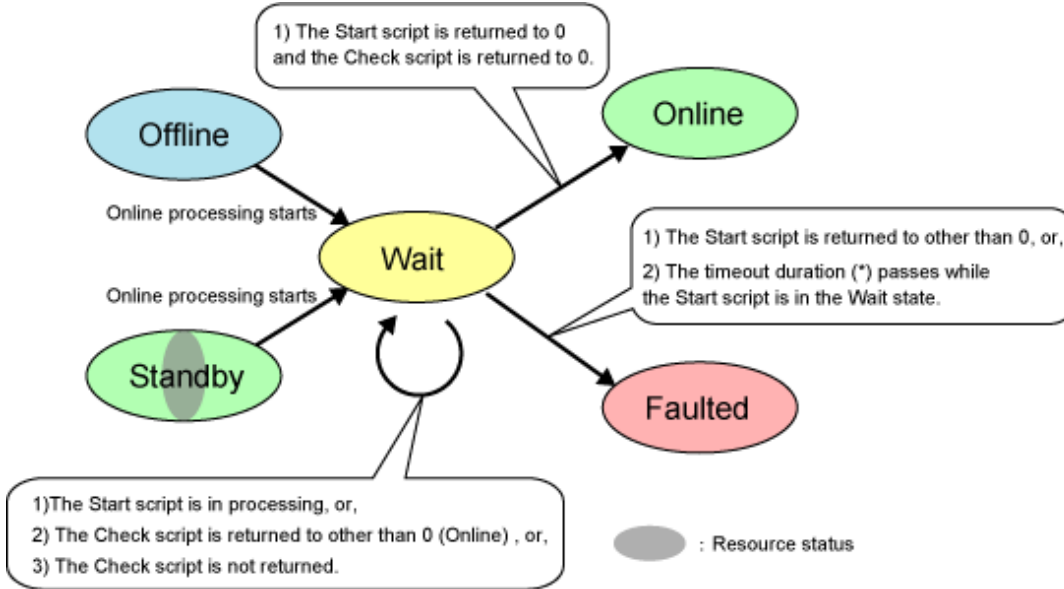 1) The Start script is returned to 0
and the Check script is returned to 0.
Offline
Online
Online processing starts
Wait
1) The Start script is returned to other than 0, or,
2) The timeout duration (*) passes while
the Start script is in the Wait state.
Online processing starts
Standby
Faulted
1)The Start script is in processing, or,
2) The Check script is returned to other than 0 (Online) , or,
3) The Check script is not returned.
: Resource status